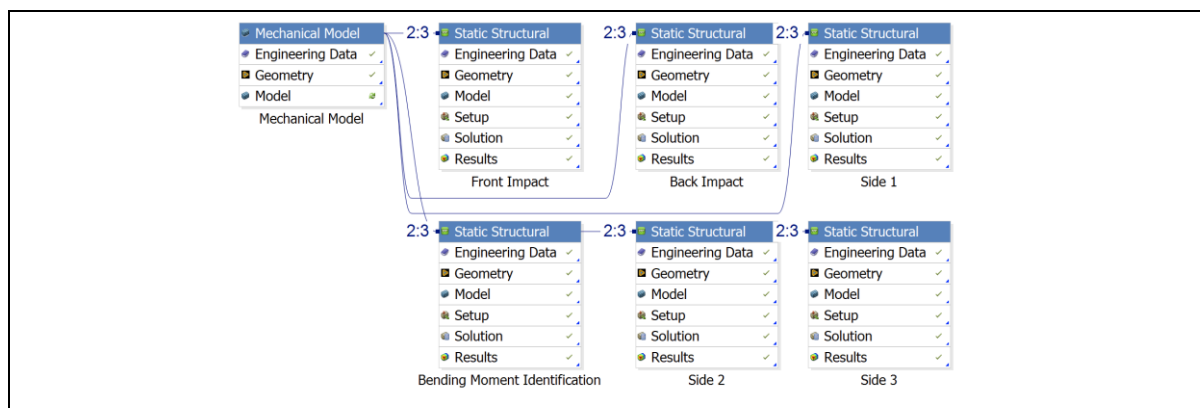 Mechanical Model
Engineering Data
Geometry
Model
Mechanical Model
2:3
Static Structural
Engineering Data
Geometry
Model
Setup
Solution
Results
Front Impact
2:3
Static Structural
Engineering Data
Geometry
Model
Setup
Solution
Results
Back Impact
2:3
Static Structural
Engineering Data
Geometry
Model
Setup
Solution
Results
Side 1
2:3
Static Structural
Engineering Data
Geometry
Model
Setup
Solution
Results
Bending Moment Identification
2:3
Static Structural
Engineering Data
Geometry
Model
Setup
Solution
Results
Side 2
2:3
Static Structural
Engineering Data
Geometry
Model
Setup
Solution
Results
Side 3